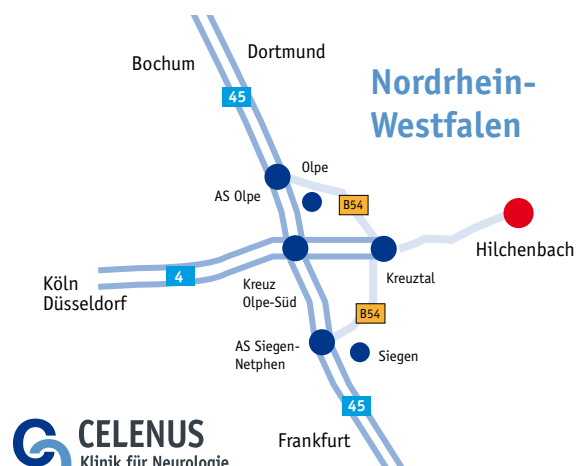 Dortmund
Bochum
Nordrhein-
Westfalen
45
Olpe
AS Olpe
B54
Hilchenbach
Köln
Düsseldorf
4
Kreuz
Olpe-Süd
Kreuztal
B54
AS Siegen-
Netphen
Siegen
45
Frankfurt
CELENUS
Klinik für Neurologie